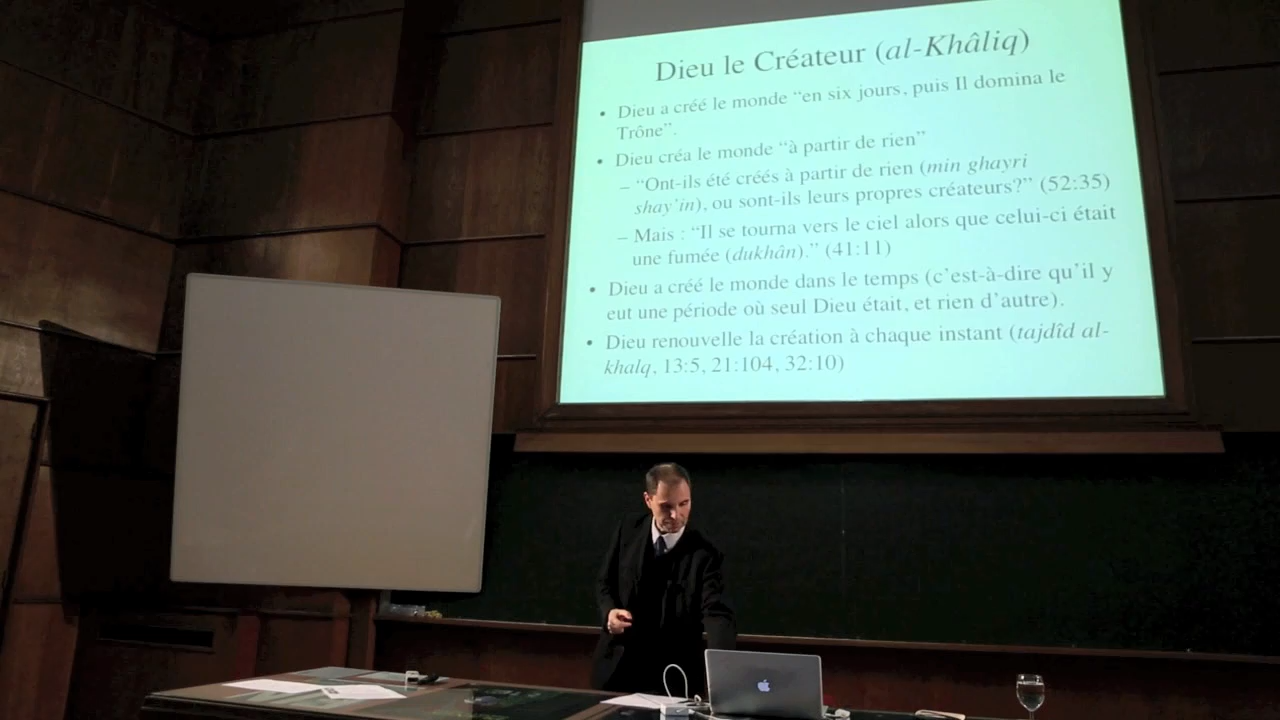 Dieu le Créateur (al-Khâliq)
• Dieu a créé le monde “en six jours, puis Il domina le
Trône”.
• Dieu créa le monde “à partir de rien”
– “Ont-ils été créés à partir de rien (min ghayri
shay’in), ou sont-ils leurs propres créateurs?” (52:35)
– Mais : “Il se tourna vers le ciel alors que celui-ci était
une fumée (dukhân).” (41:11)
• Dieu a créé le monde dans le temps (c’est-à-dire qu’il y
eut une période où seul Dieu était, et rien d’autre).
• Dieu renouvelle la création à chaque instant (tajdîd al-
khalq, 13:5, 21:104, 32:10)